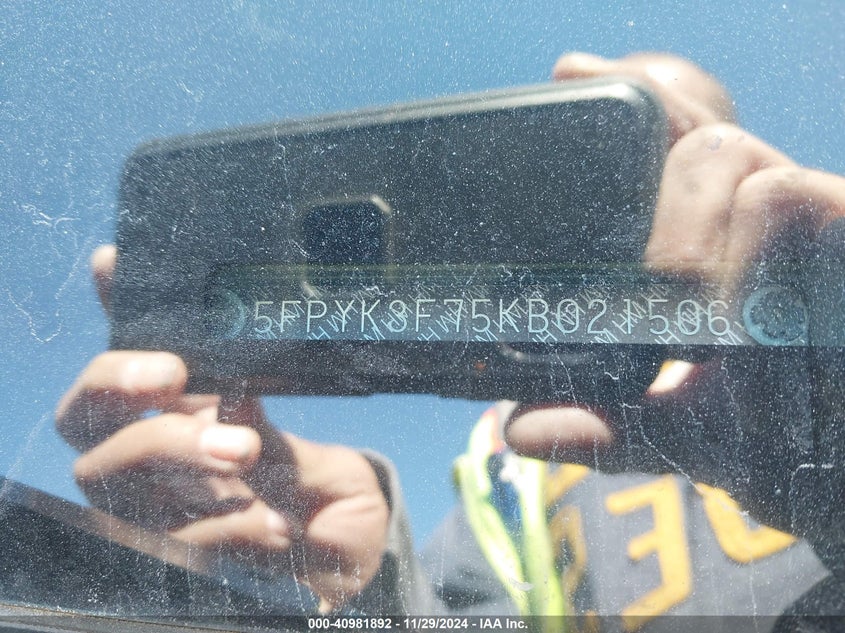 5FPYK3F75KB021506
000-40981892 - 11/29/2024 - IAA Inc.